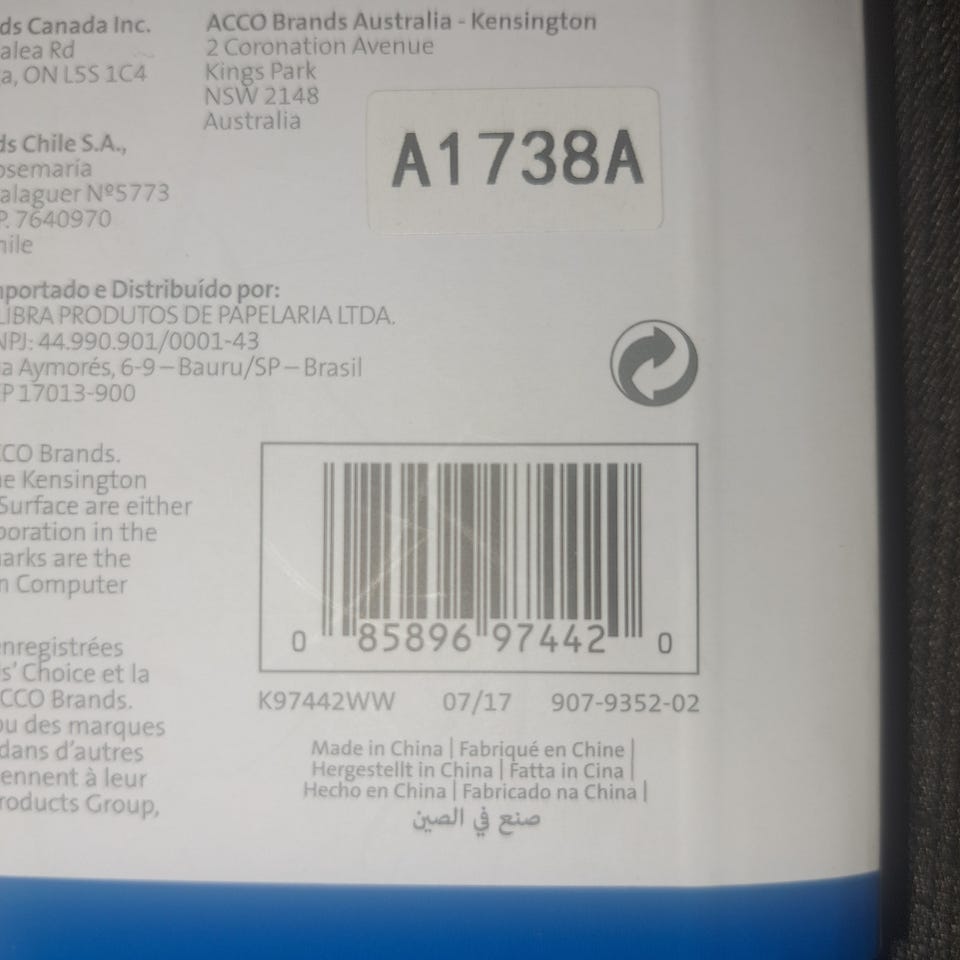 ds Canada Inc.
alea Rd
a, ON L5S 1C4
ACCO Brands Australia - Kensington
2 Coronation Avenue
Kings Park
NSW 2148
Australia
A1738A
ds Chile S.A.,
osemaría
alaguer Nº5773
P. 7640970
hile
mportado e Distribuído por:
LIBRA PRODUTOS DE PAPELARIA LTDA.
NPJ: 44.990.901/0001-43
a Aymorés, 6-9 – Bauru/SP – Brasil
EP 17013-900
CO Brands.
e Kensington
Surface are either
poration in the
arks are the
n Computer
enregistrées
s' Choice et la
CCO Brands.
ou des marques
dans d'autres
ennent à leur
roducts Group,
0 85896 97442 0
K97442WW 07/17 907-9352-02
Made in China | Fabriqué en Chine |
Hergestellt in China | Fatta in Cina |
Hecho en China | Fabricado na China |
صنع في الصين